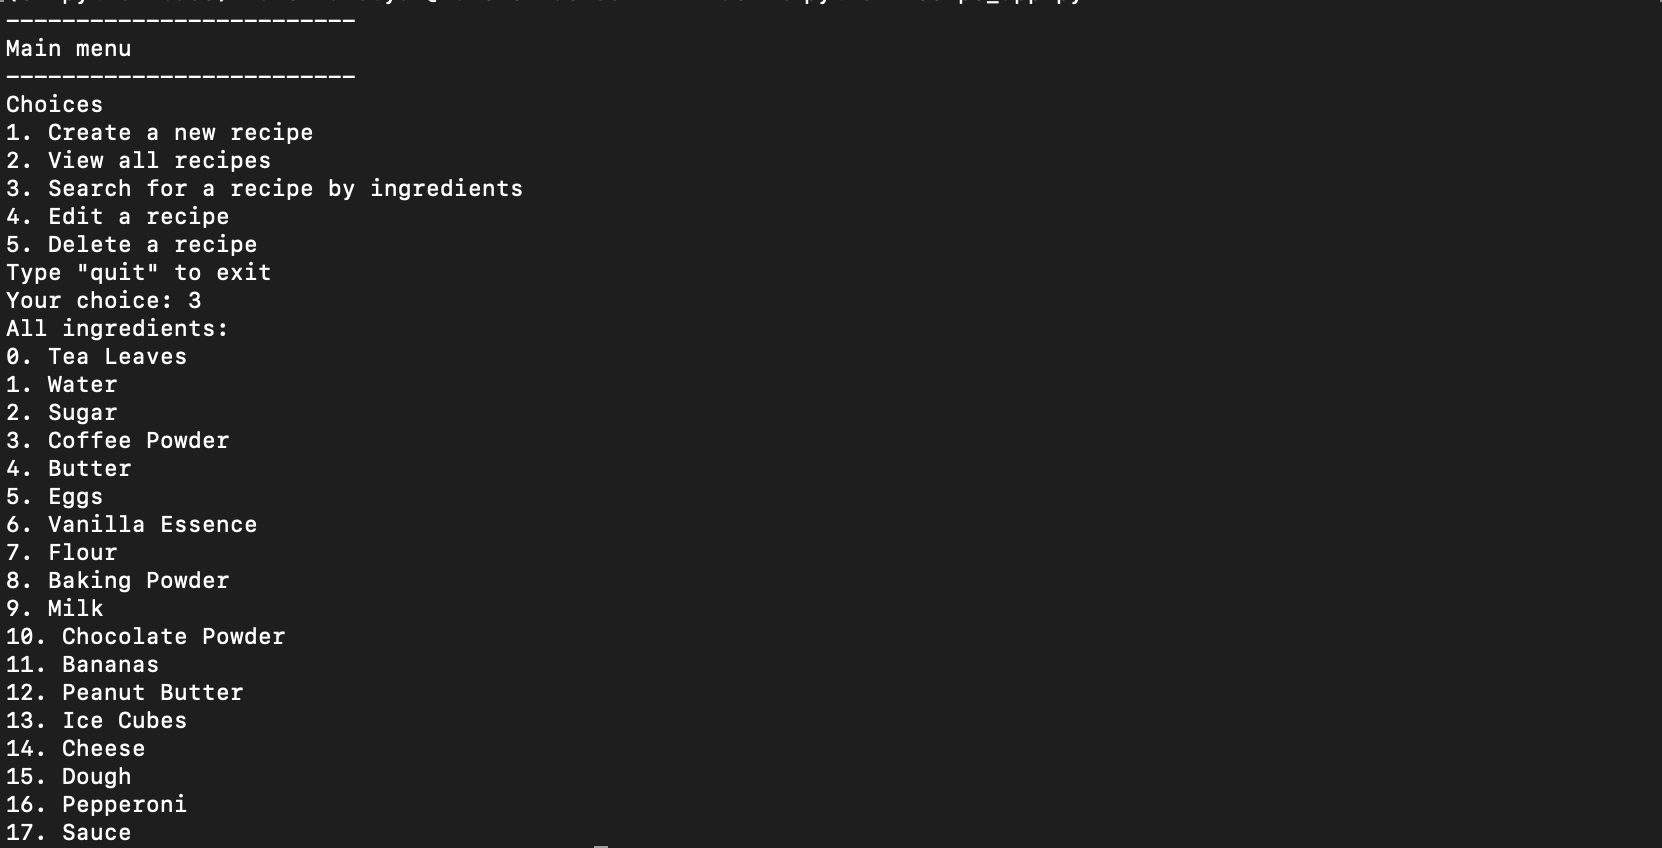 -------------------------
Main menu
-------------------------
Choices
1. Create a new recipe
2. View all recipes
3. Search for a recipe by ingredients
4. Edit a recipe
5. Delete a recipe
Type "quit" to exit
Your choice: 3
All ingredients:
0. Tea Leaves
1. Water
2. Sugar
3. Coffee Powder
4. Butter
5. Eggs
6. Vanilla Essence
7. Flour
8. Baking Powder
9. Milk
10. Chocolate Powder
11. Bananas
12. Peanut Butter
13. Ice Cubes
14. Cheese
15. Dough
16. Pepperoni
17. Sauce